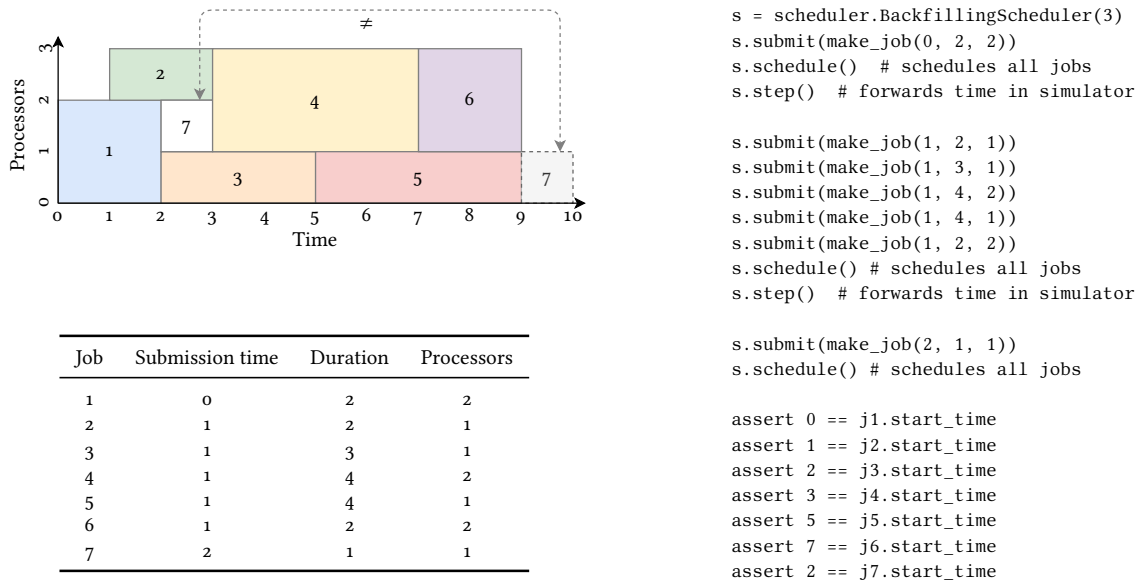 ≠
3
2
1
0
Processors
2
4
6
7
1
3
5
7
0 1 2 3 4 5 6 7 8 9 10
Time
Job Submission time Duration Processors
1 0 2 2
2 1 2 1
3 1 3 1
4 1 4 2
5 1 4 1
6 1 2 2
7 2 1 1
s = scheduler.BackfillingScheduler(3)
s.submit(make_job(0, 2, 2))
s.schedule()  # schedules all jobs
s.step()  # forwards time in simulator
s.submit(make_job(1, 2, 1))
s.submit(make_job(1, 3, 1))
s.submit(make_job(1, 4, 2))
s.submit(make_job(1, 4, 1))
s.submit(make_job(1, 2, 2))
s.schedule() # schedules all jobs
s.step()  # forwards time in simulator
s.submit(make_job(2, 1, 1))
s.schedule() # schedules all jobs
assert 0 == j1.start_time
assert 1 == j2.start_time
assert 2 == j3.start_time
assert 3 == j4.start_time
assert 5 == j5.start_time
assert 7 == j6.start_time
assert 2 == j7.start_time